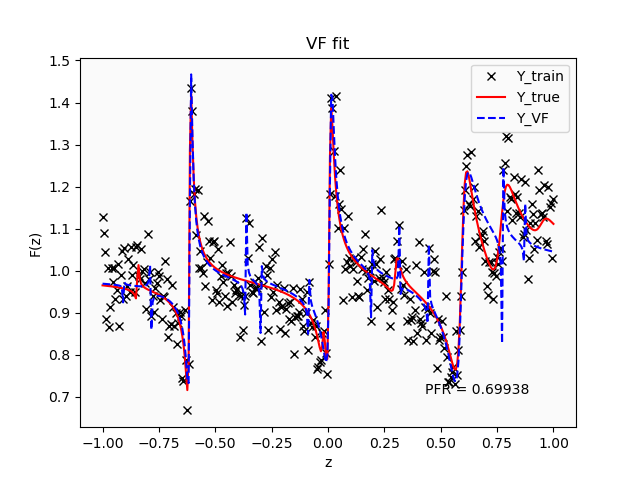 VF fit
1.5
1.4
1.3
1.2
1.1
1.0
0.9
0.8
0.7
F(z)
Y_train
Y_true
Y_VF
PFR = 0.69938
−1.00 −0.75 −0.50 −0.25 0.00 0.25 0.50 0.75 1.00
z